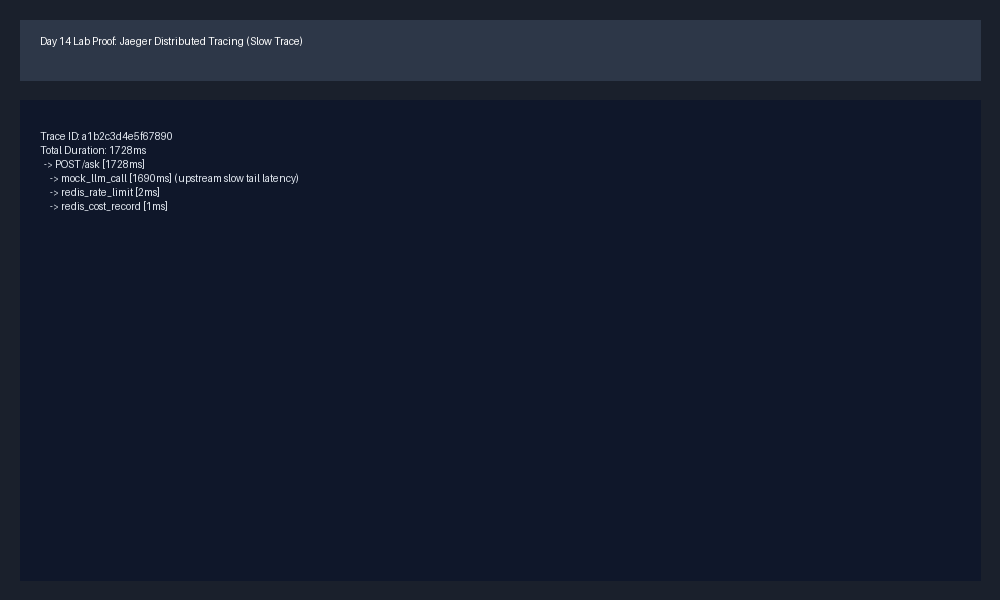 Day 14 Lab Proof: Jaeger Distributed Tracing (Slow Trace)
Trace ID: a1b2c3d4e5f67890
Total Duration: 1728ms
-> POST /ask [1728ms]
-> mock_llm_call [1690ms] (upstream slow tail latency)
-> redis_rate_limit [2ms]
-> redis_cost_record [1ms]